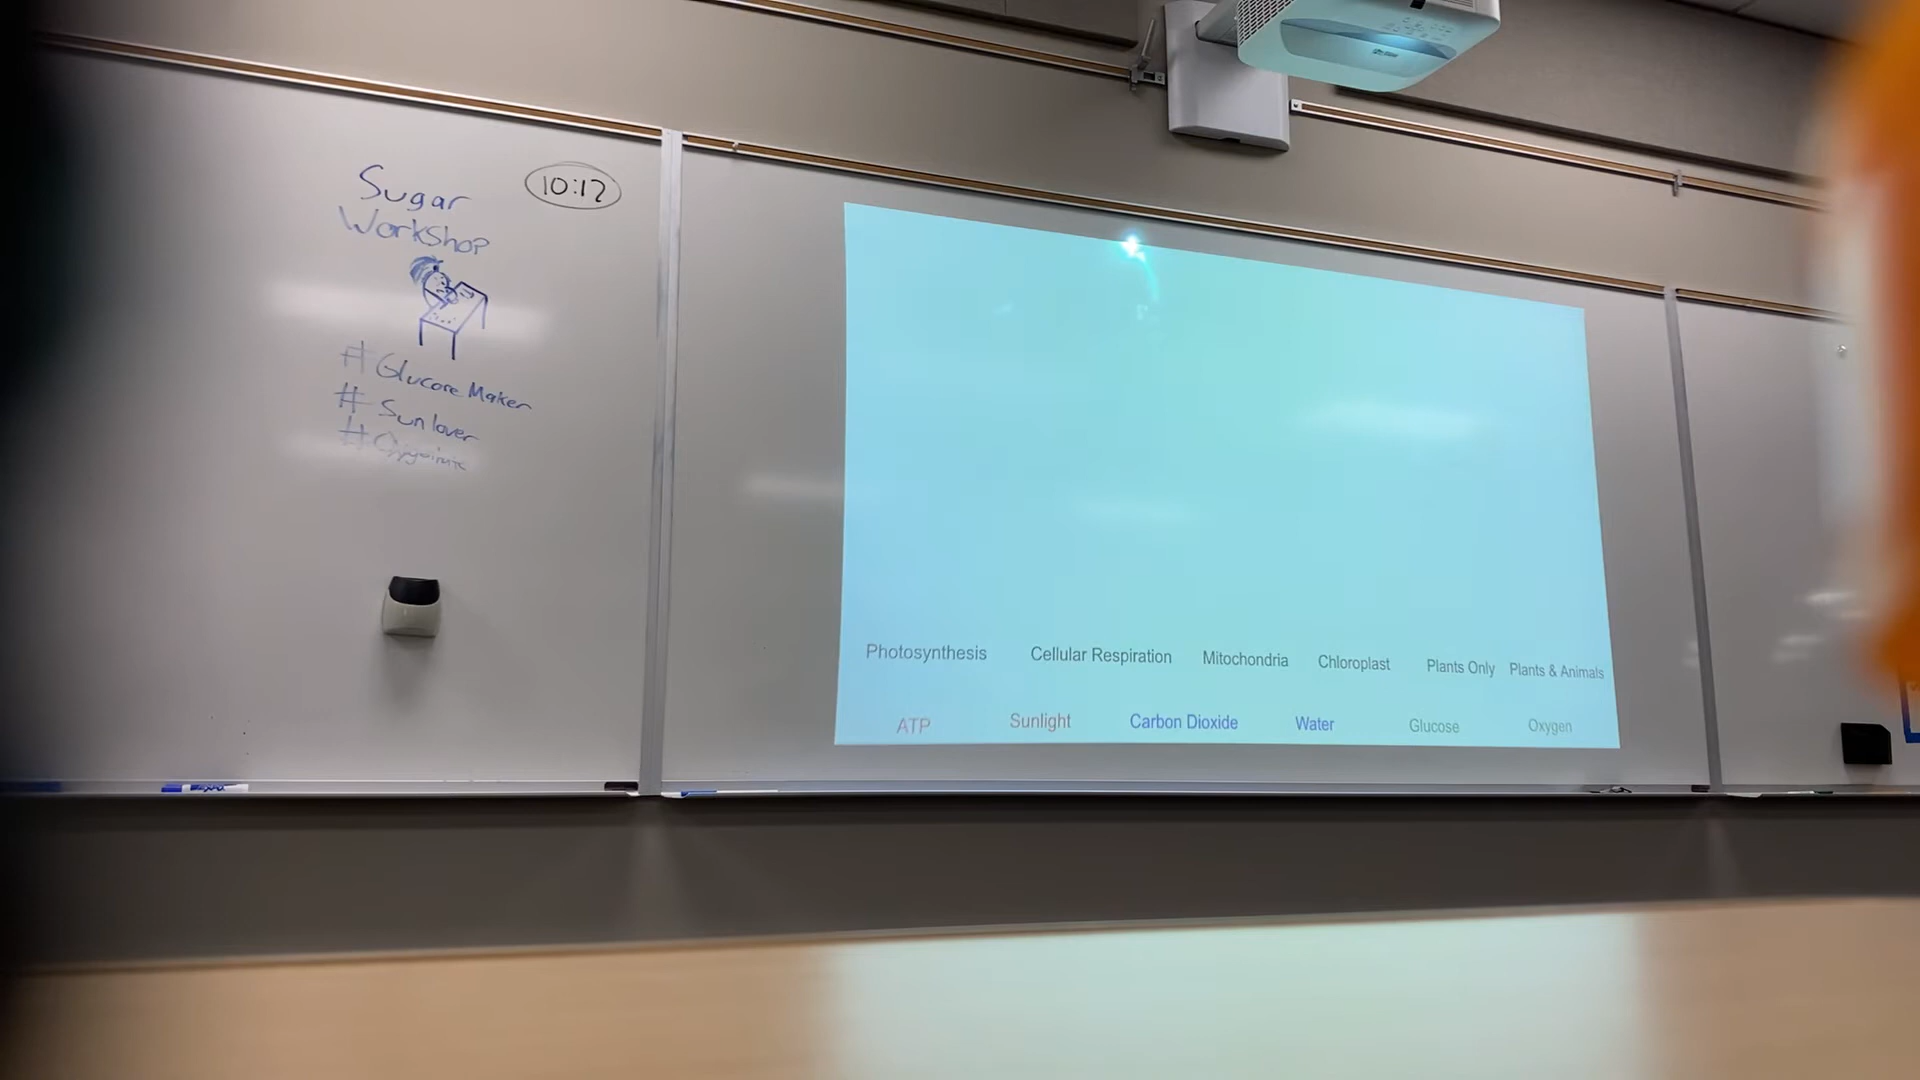 Sugar
Workshop
10:17
#Glucose Maker
# Sun lover
Photosynthesis Cellular Respiration Mitochondria Chloroplast Plants Only Plants & Animals
ATP Sunlight Carbon Dioxide Water Glucose Oxygen